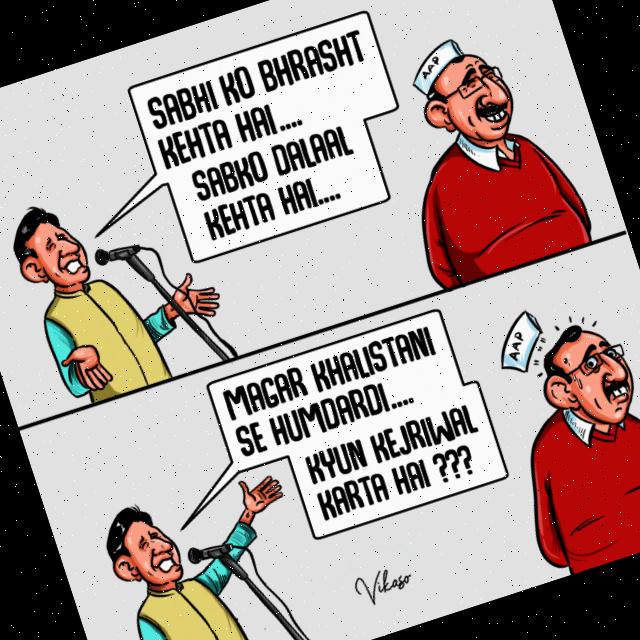 SABHI KO BHRASHT
KEHTA HAI....
SABKO DALAAL
KEHTA HAI....
AAP
MAGAR KHALISTANI
SE HUMDARDI....
KYUN KEJRIWAL
KARTA HAI ???
AAP
Vikaso